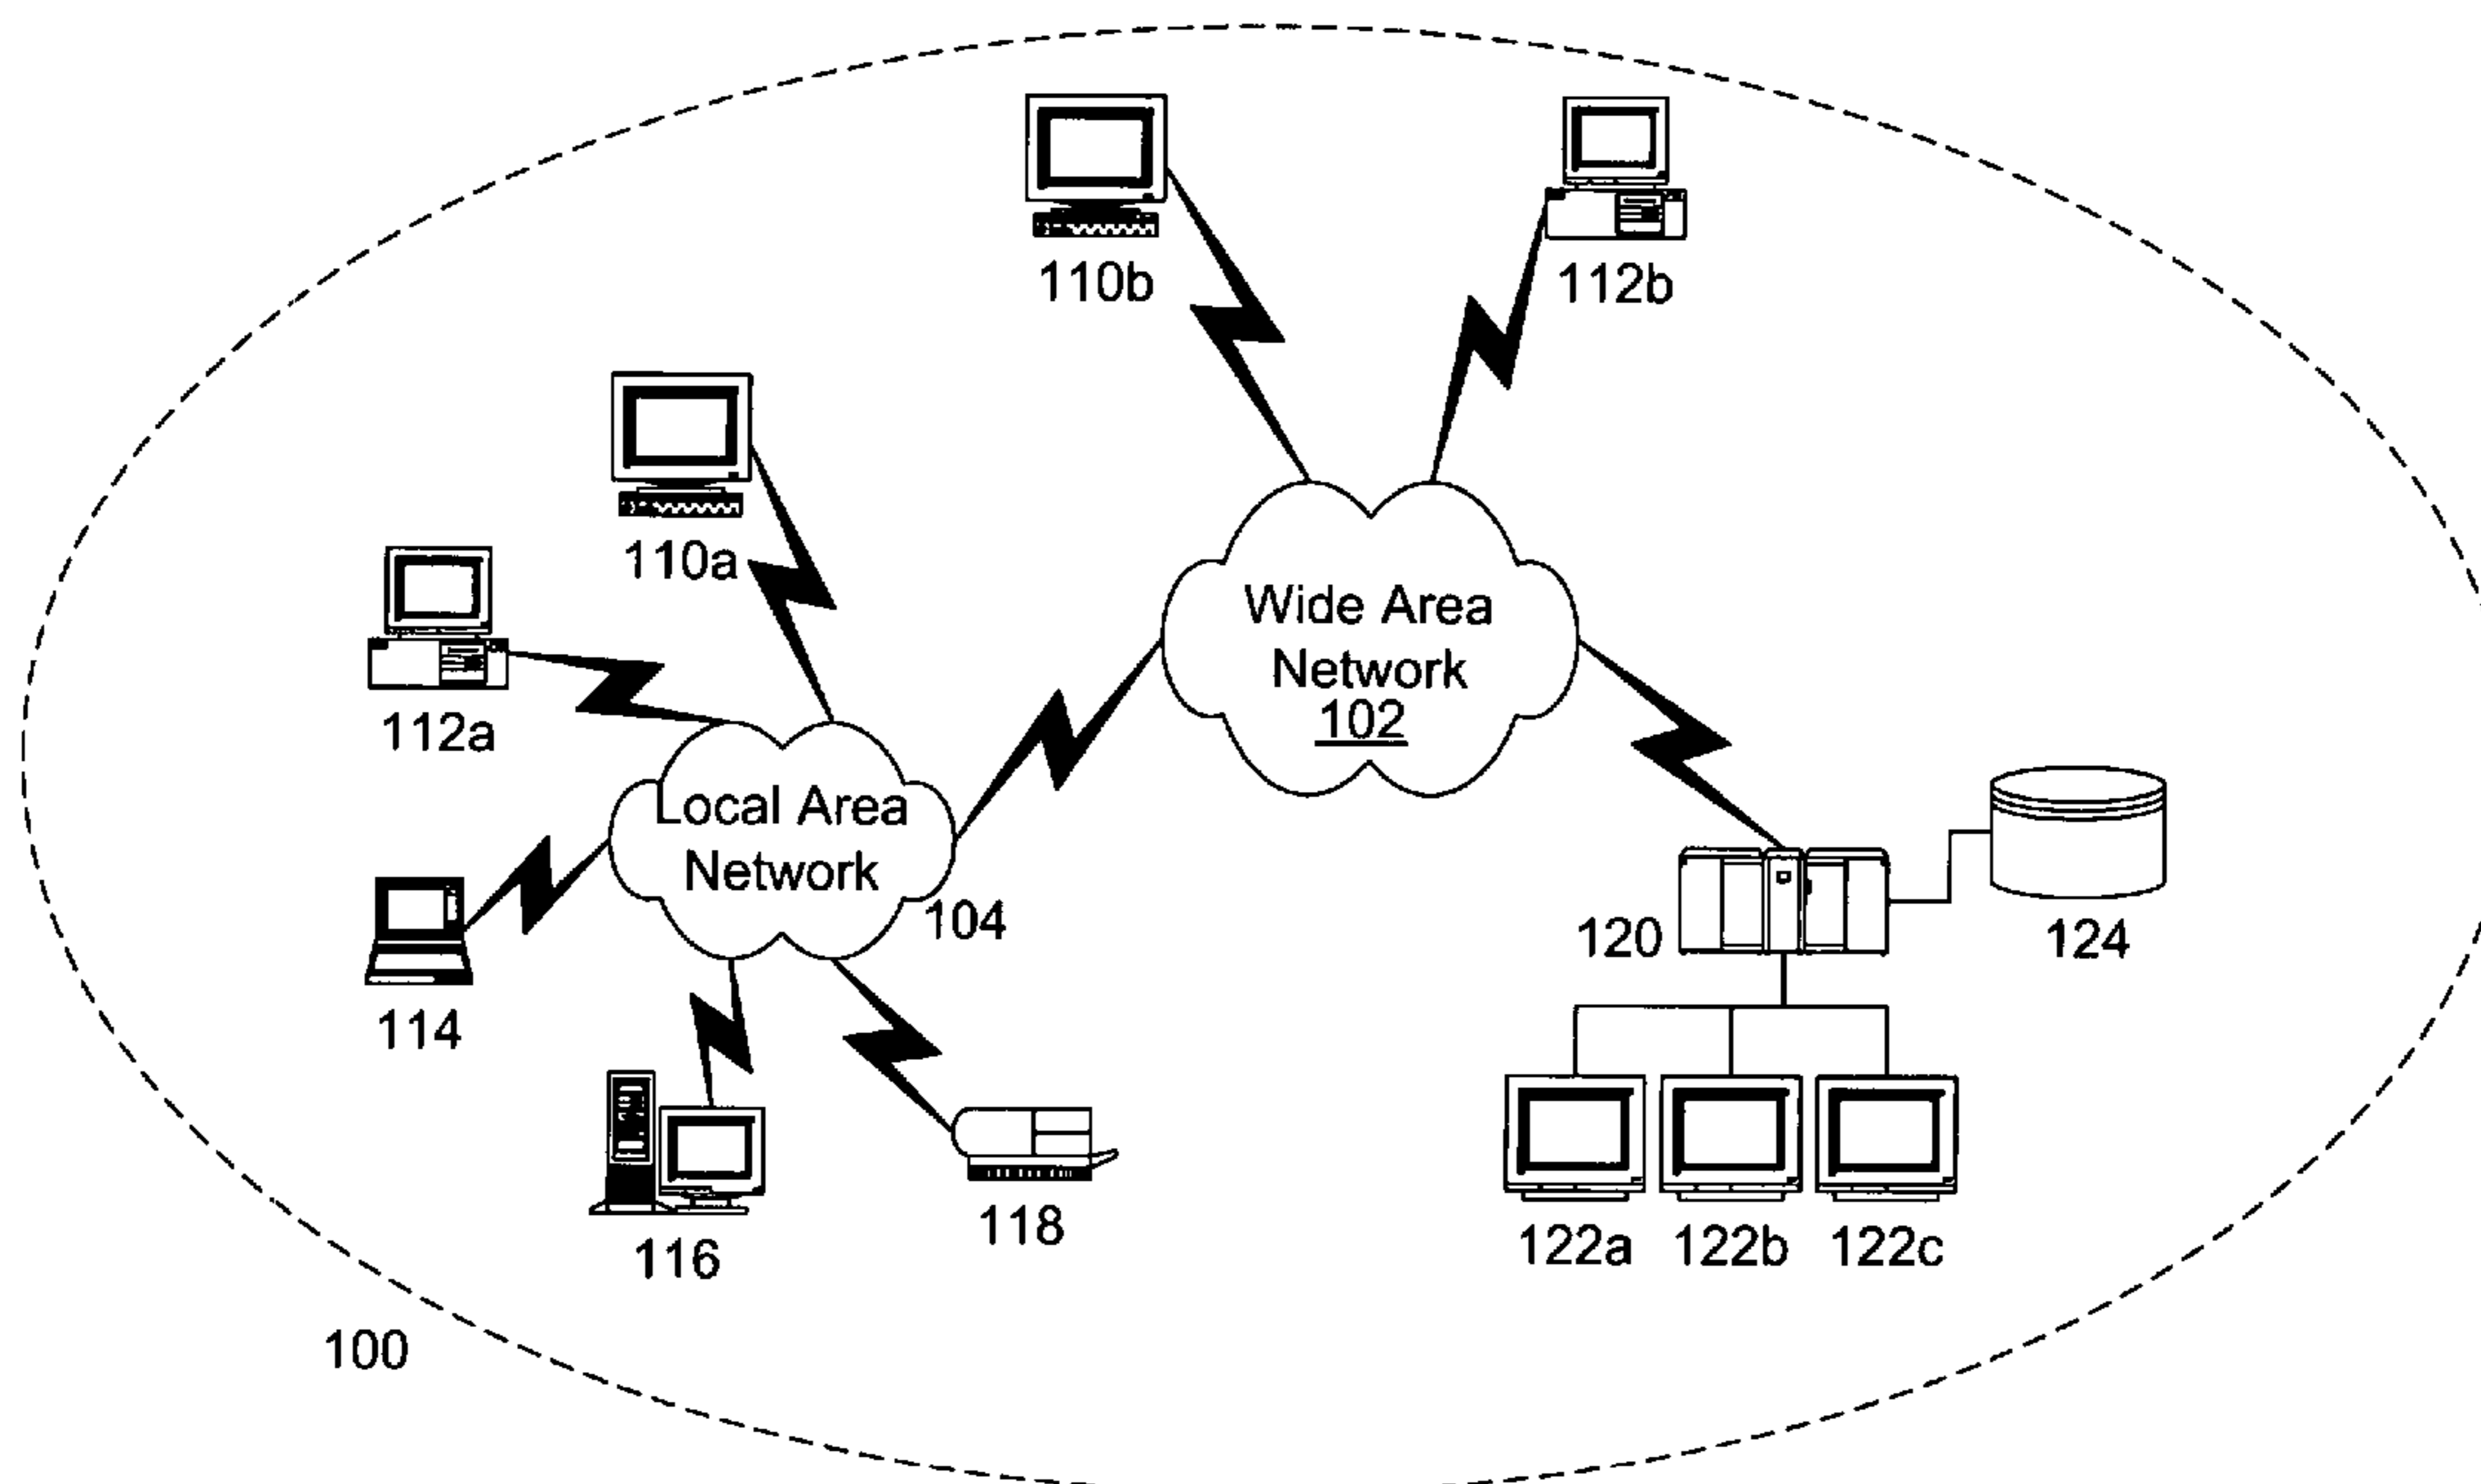 110b
112b
110a
112a
Wide Area
Network
102
Local Area
Network
104
114
116
118
120
124
122a
122b
122c
100